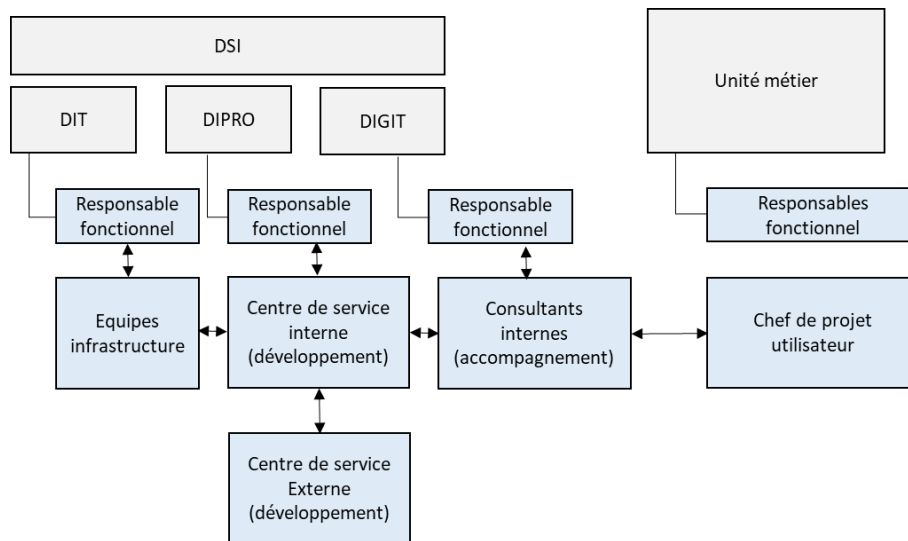 DSI
Unité métier
DIT
DIPRO
DIGIT
Responsable
fonctionnel
Responsable
fonctionnel
Responsable
fonctionnel
Responsables
fonctionnel
Equipes
infrastructure
Centre de service
interne
(développement)
Consultants
internes
(accompagnement)
Chef de projet
utilisateur
Centre de service
Externe
(développement)